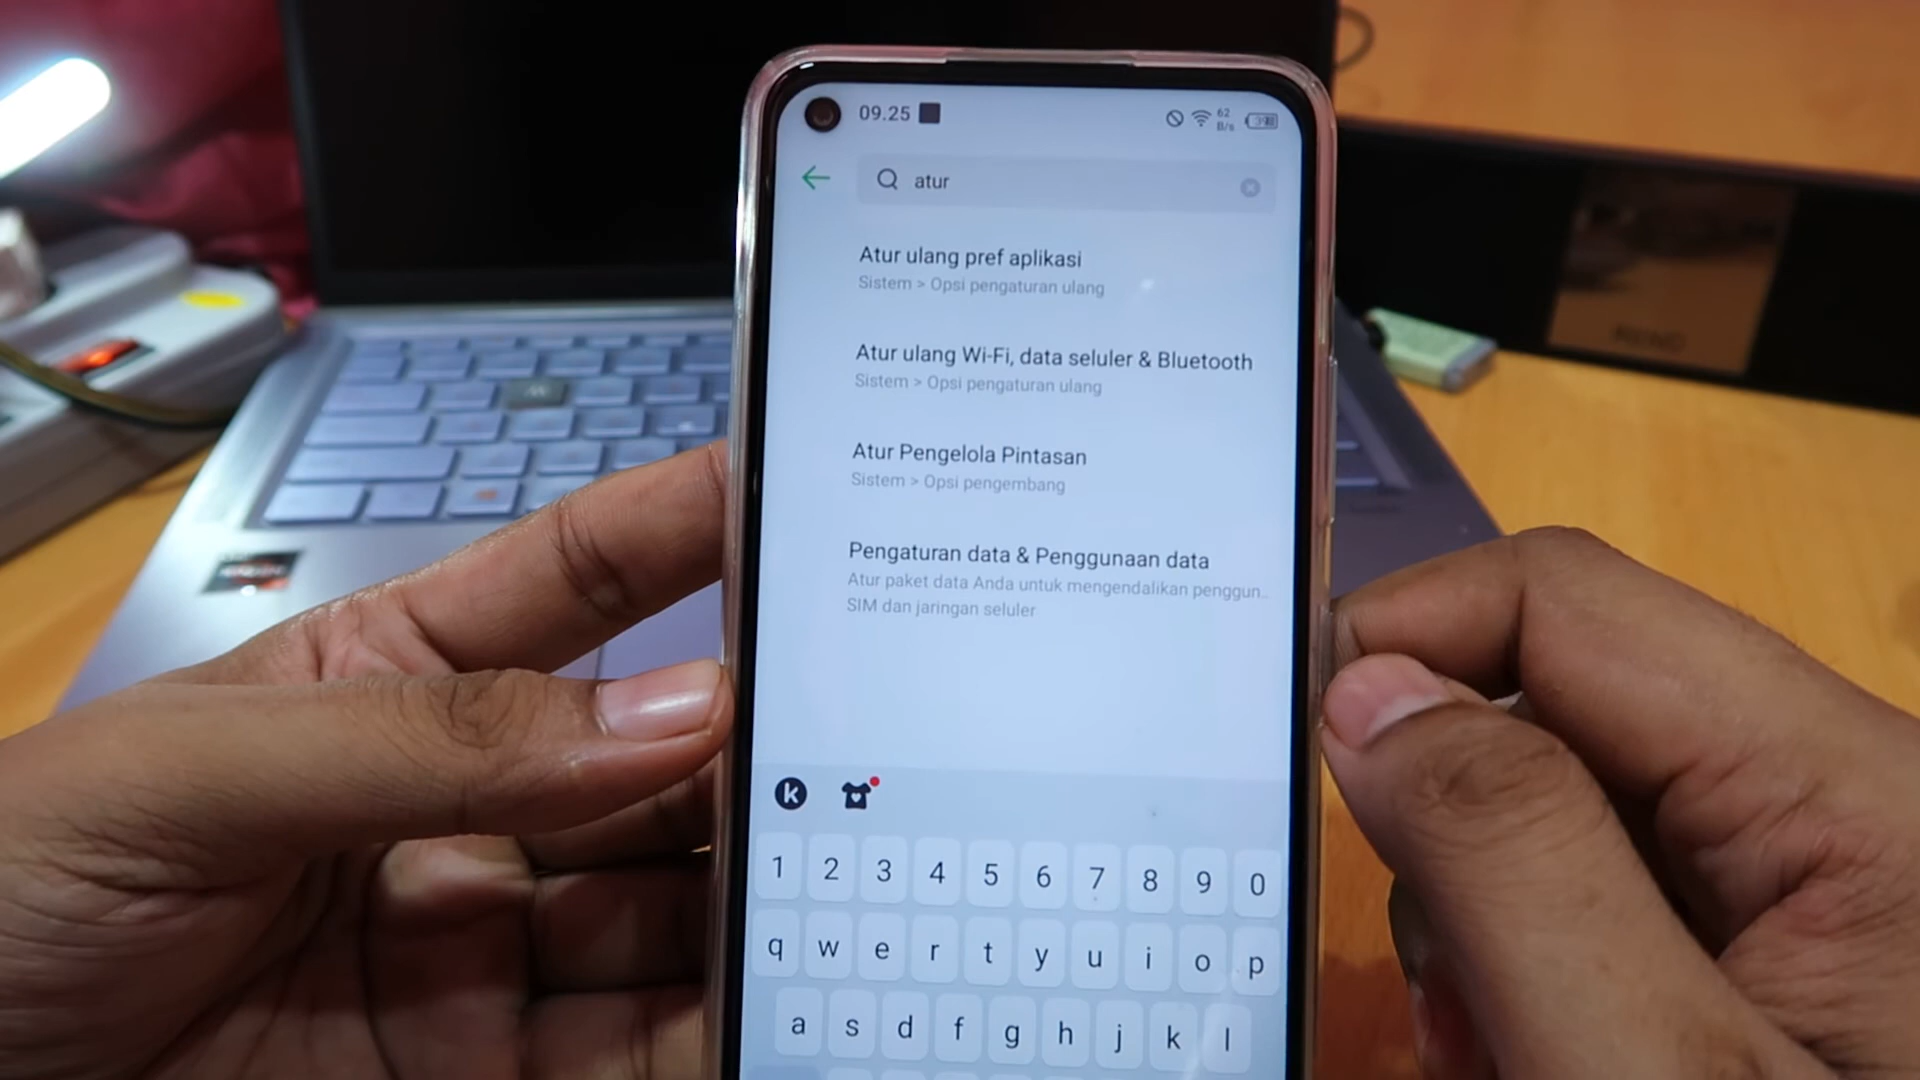 09.25
62
B/s
atur
Atur ulang pref aplikasi
Sistem > Opsi pengaturan ulang
Atur ulang Wi-Fi, data seluler & Bluetooth
Sistem > Opsi pengaturan ulang
Atur Pengelola Pintasan
Sistem > Opsi pengembang
Pengaturan data & Penggunaan data
Atur paket data Anda untuk mengendalikan penggun..
SIM dan jaringan seluler
k
1 2 3 4 5 6 7 8 9 0
q w e r t y u i o p
a s d f g h j k l